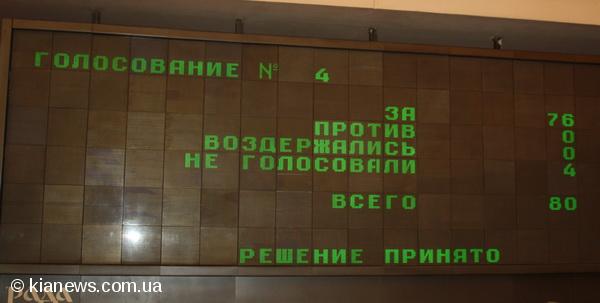 ГОЛОСОВАНИЕ № 4
ЗА 76
ПРОТИВ 0
ВОЗДЕРЖАЛИСЬ 0
НЕ ГОЛОСОВАЛИ 4
ВСЕГО 80
РЕШЕНИЕ ПРИНЯТО
© kianews.com.ua
Рада